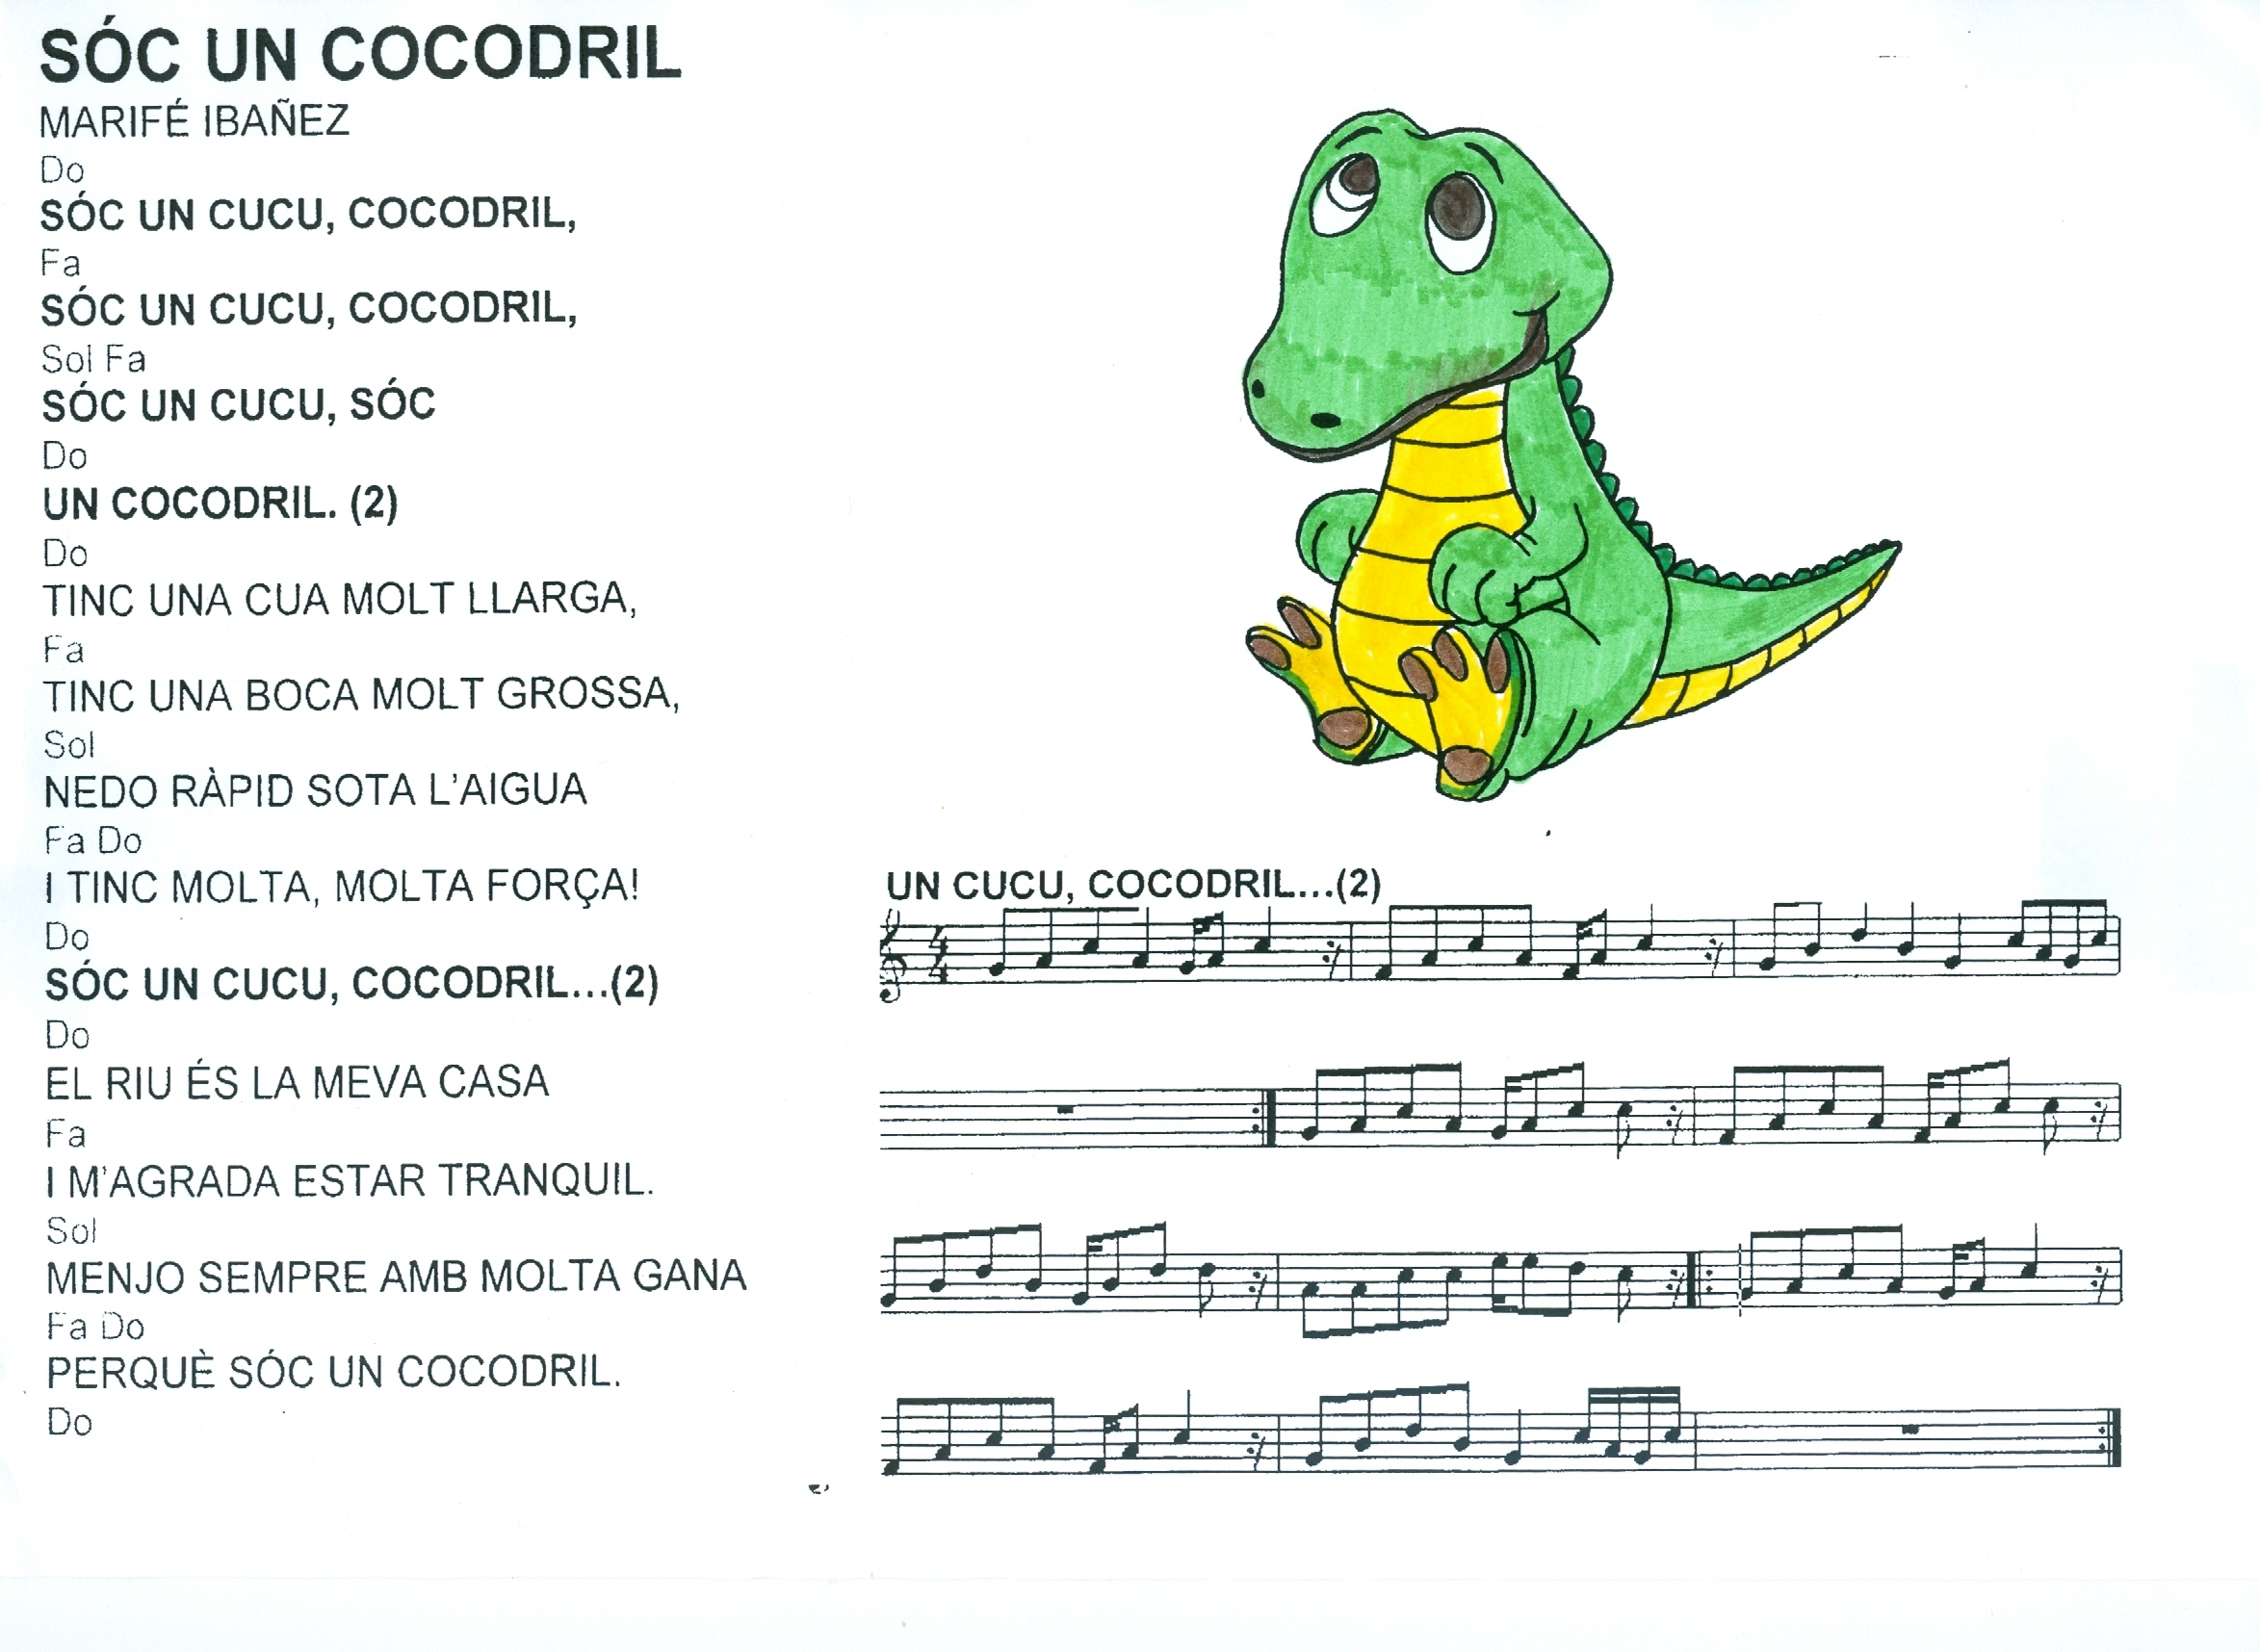 SÓC UN COCODRIL
MARIFÉ IBAÑEZ
Do
SÓC UN CUCU, COCODRIL,
Fa
SÓC UN CUCU, COCODRIL,
Sol Fa
SÓC UN CUCU, SÓC
Do
UN COCODRIL. (2)
Do
TINC UNA CUA MOLT LLARGA,
Fa
TINC UNA BOCA MOLT GROSSA,
Sol
NEDO RÀPID SOTA L'AIGUA
Fa Do
I TINC MOLTA, MOLTA FORÇA!
Do
SÓC UN CUCU, COCODRIL...(2)
Do
EL RIU ÉS LA MEVA CASA
Fa
I M'AGRADA ESTAR TRANQUIL.
Sol
MENJO SEMPRE AMB MOLTA GANA
Fa Do
PERQUÈ SÓC UN COCODRIL.
Do
UN CUCU, COCODRIL...(2)
4
4